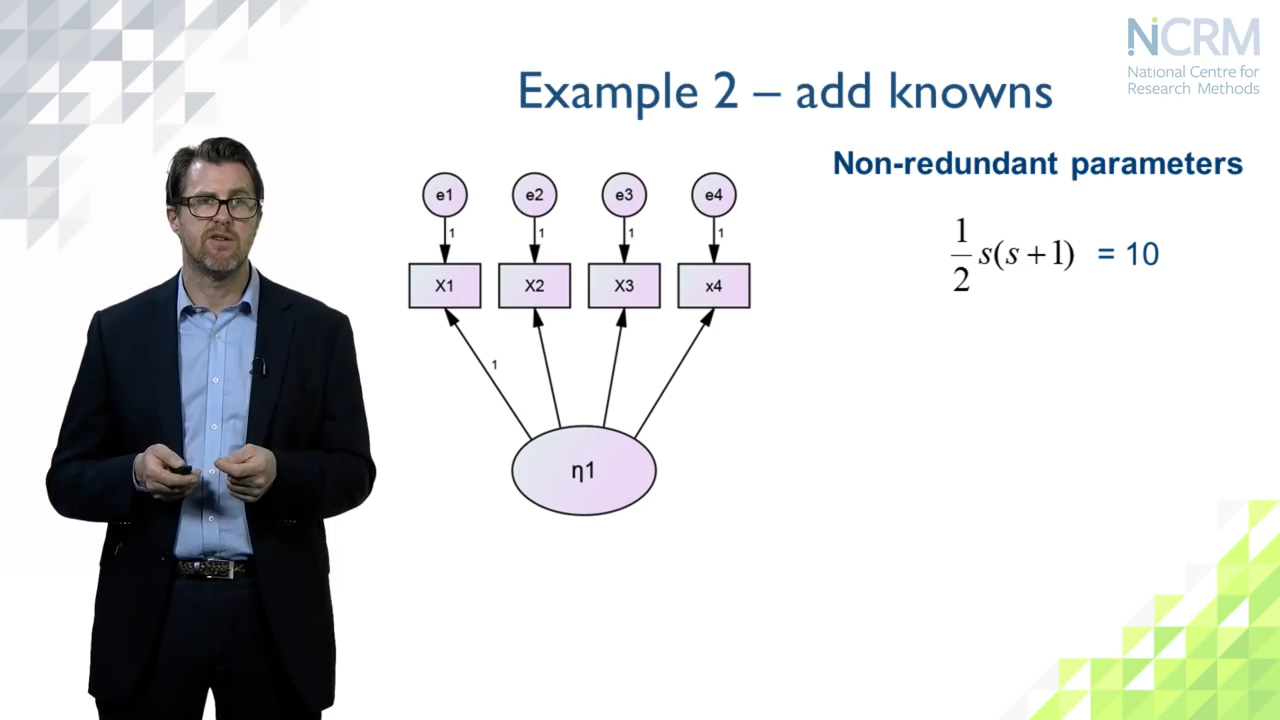 NCRM
National Centre for
Research Methods
Example 2 – add knowns
Non-redundant parameters
e1 e2 e3 e4
1 1 1 1
X1 X2 X3 x4
1
η1
1/2 s(s+1) = 10